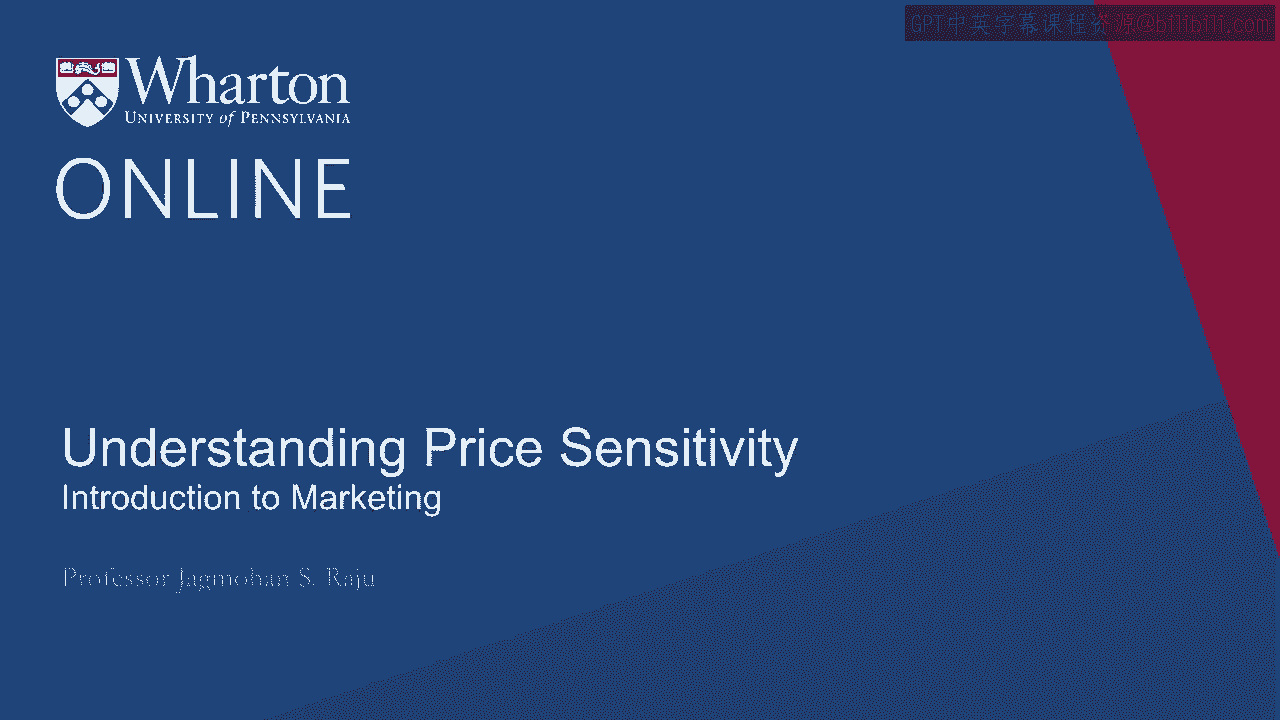 GPT中英字幕课程资源@bilibili.com
Wharton
UNIVERSITY of PENNSYLVANIA
ONLINE
Understanding Price Sensitivity
Introduction to Marketing
Professor Jagmohan S. Raju